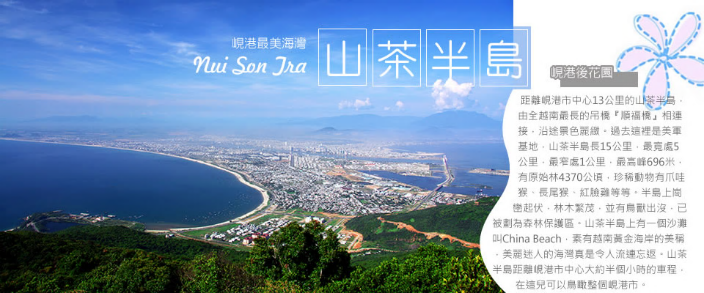 峴港最美海灣
Nui Son Tra
山茶半島
峴港後花園
距離峴港市中心13公里的山茶半島，
由全越南最長的吊橋『順福橋』相連
接，沿途景色漏緻。過去這裡是美軍
基地，山茶半島長15公里，最寬處5
公里，最窄處1公里，最高峰696米，
有原始林4370公頃，珍稀動物有爪哇
猴、長尾猴、紅臉雞等等。半島上崗
巒起伏，林木繁茂，並有鳥獸出沒，已
被劃為森林保護區。山茶半島上有一個沙灘
叫China Beach，素有越南黃金海岸的美稱
，美麗迷人的海灣真是令人流連忘返。山茶
半島距離峴港市中心大約半個小時的車程，
在這兒可以鳥瞰整個峴港市。